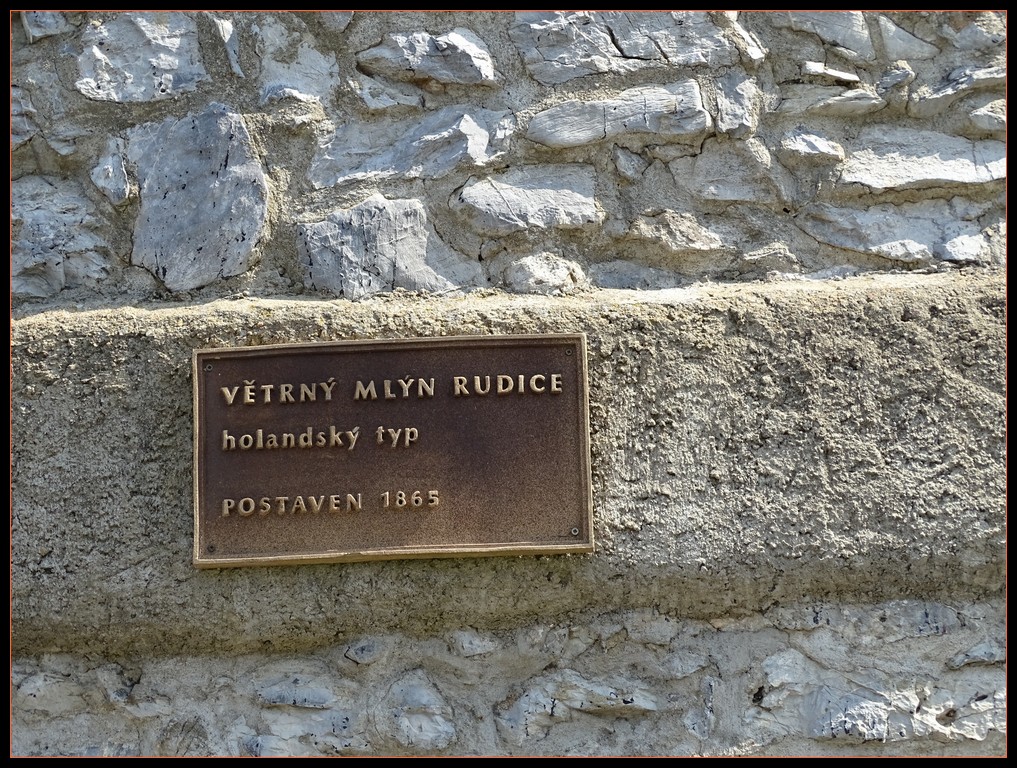 VĚTRNÝ MLÝN RUDICE
holandský typ
POSTAVEN 1865